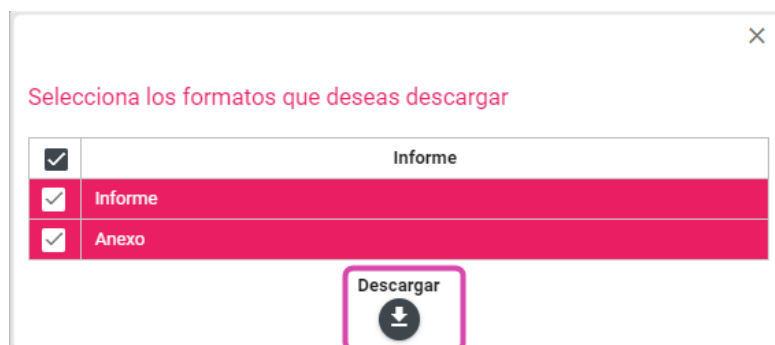 Selecciona los formatos que deseas descargar
Informe
Informe
Anexo
Descargar